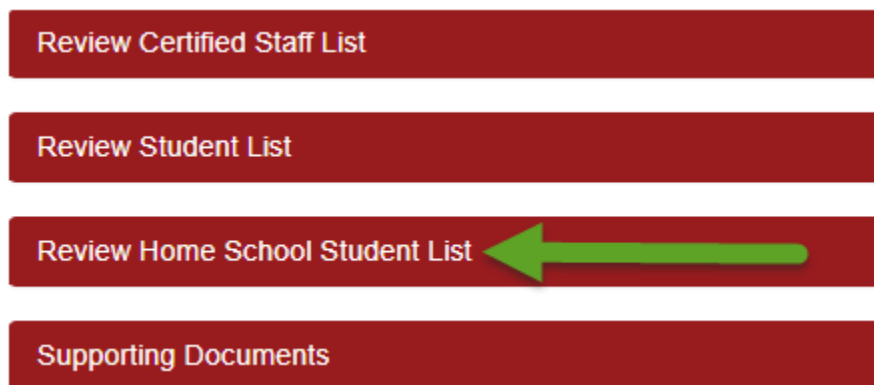 Review Certified Staff List
Review Student List
Review Home School Student List
Supporting Documents